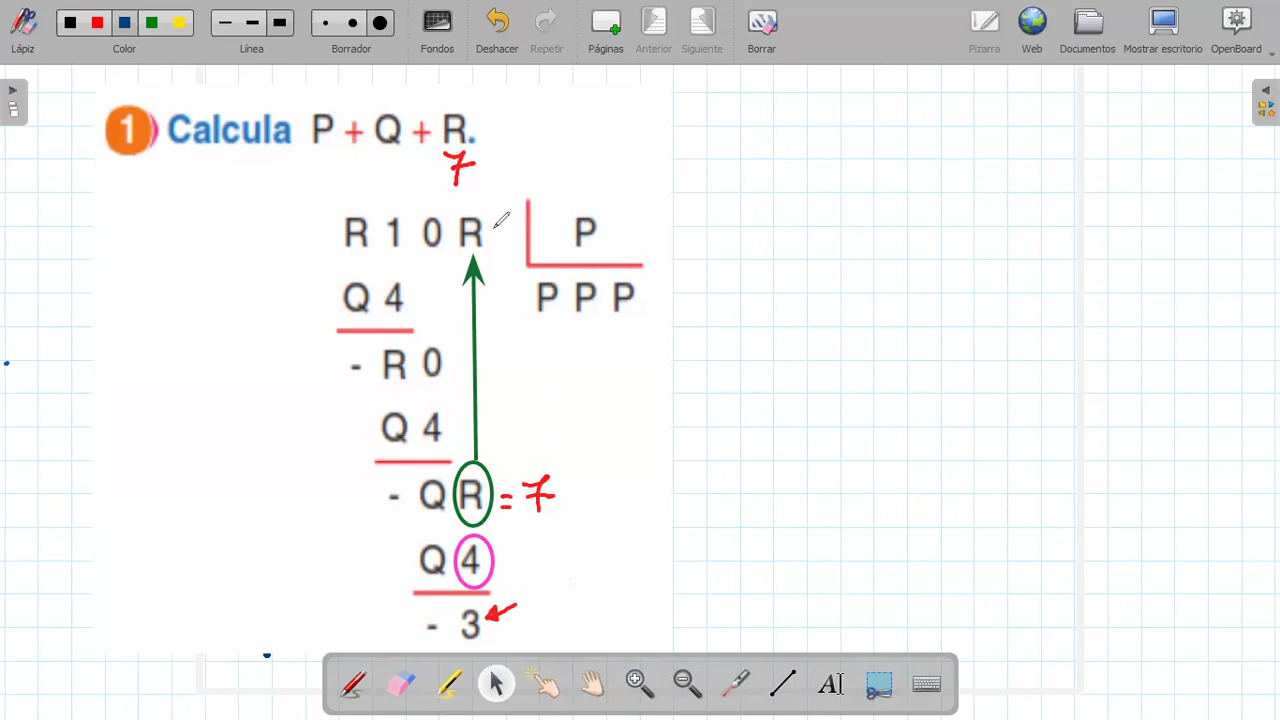 Lápiz Color Línea Borrador Fondos Deshacer Repetir Páginas Anterior Siguiente Borrar Pizarra Web Documentos Mostrar escritorio OpenBoard
1) Calcula P + Q + R.
7
R 1 0 R P
Q 4 P P P
- R 0
Q 4
- Q R = 7
Q 4
- 3